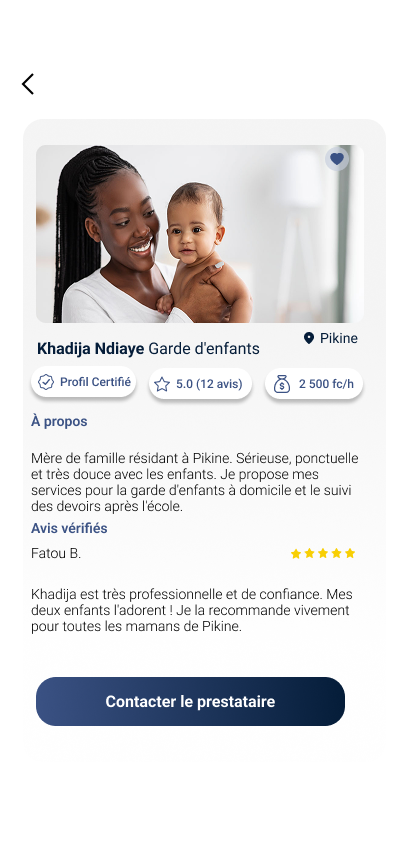 Pikine
Khadija Ndiaye Garde d'enfants
Profil Certifié
5.0 (12 avis)
2 500 fc/h
À propos
Mère de famille résidant à Pikine. Sérieuse, ponctuelle
et très douce avec les enfants. Je propose mes
services pour la garde d'enfants à domicile et le suivi
des devoirs après l'école.
Avis vérifiés
Fatou B.
Khadija est très professionnelle et de confiance. Mes
deux enfants l'adorent ! Je la recommande vivement
pour toutes les mamans de Pikine.
Contacter le prestataire